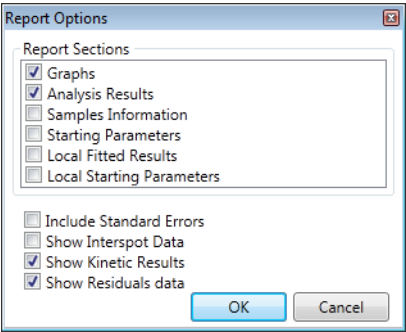 Report Options
Report Sections
Graphs
Analysis Results
Samples Information
Starting Parameters
Local Fitted Results
Local Starting Parameters
Include Standard Errors
Show Interspot Data
Show Kinetic Results
Show Residuals data
OK Cancel